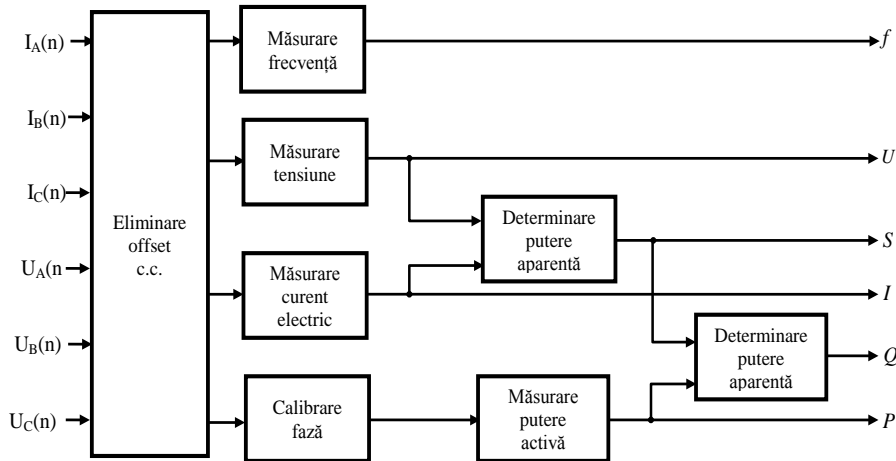 I_A(n)
I_B(n)
I_C(n)
U_A(n
U_B(n)
U_C(n)
Eliminare
offset
c.c.
Măsurare
frecvență
Măsurare
tensiune
Măsurare
curent
electric
Calibrare
fază
Determinare
putere
aparentă
Măsurare
putere
activă
Determinare
putere
aparentă
f
U
S
I
Q
P